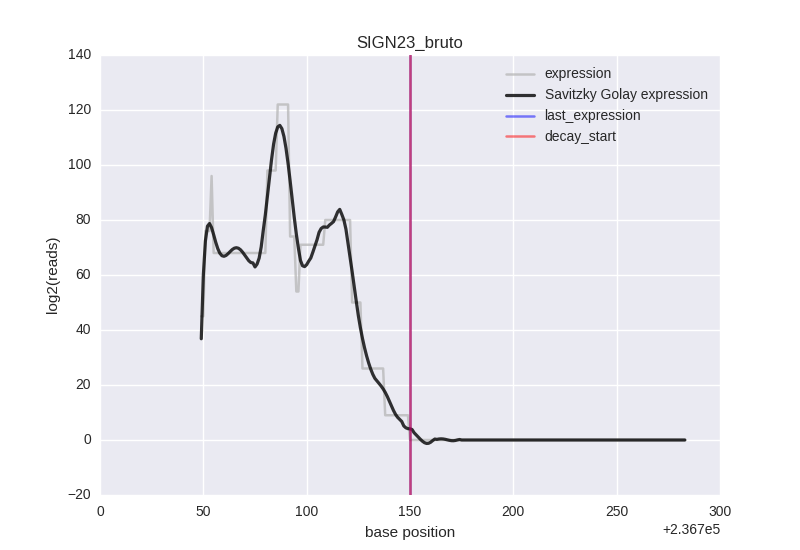 SIGN23_bruto
140
120
100
80
60
40
20
0
−20
log2(reads)
expression
Savitzky Golay expression
last_expression
decay_start
0 50 100 150 200 250 300
+2.367e5
base position